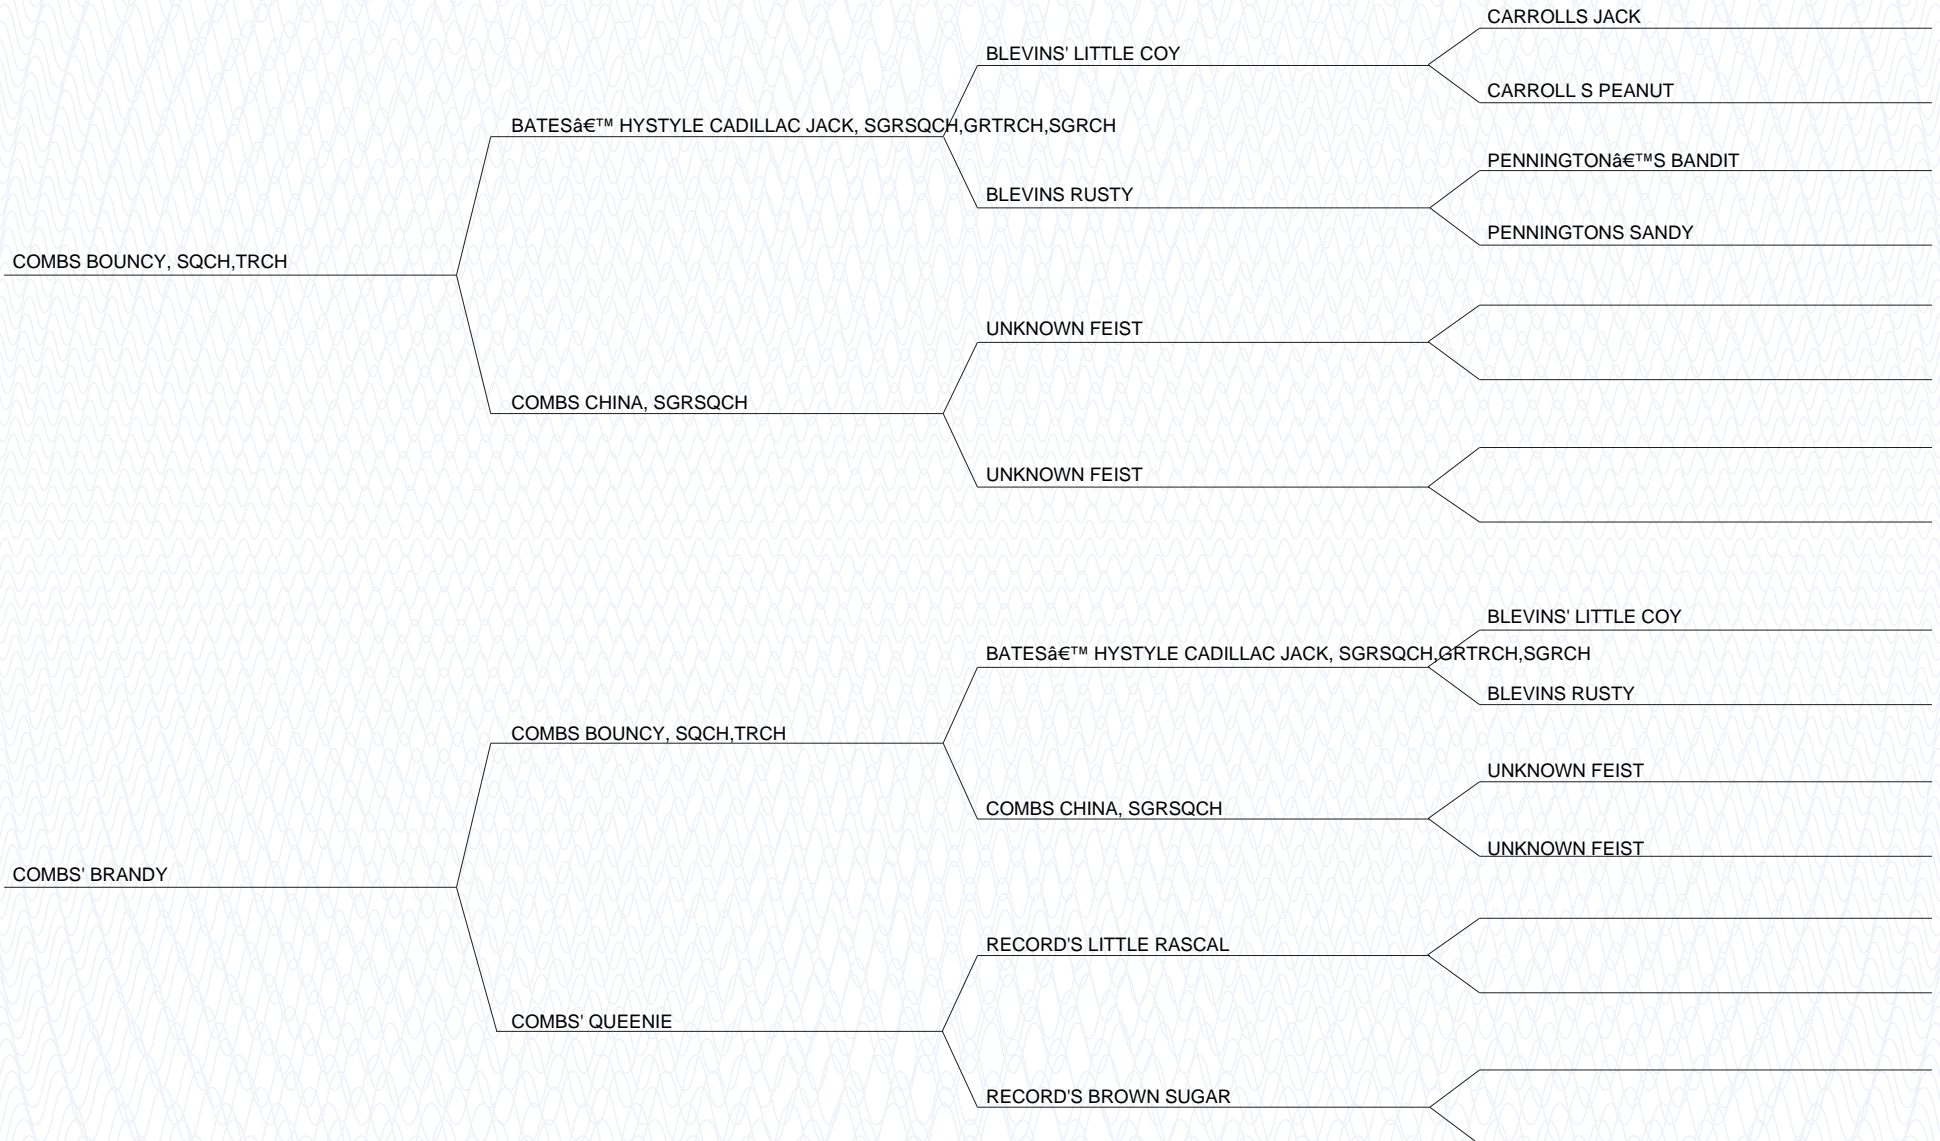 CARROLLS JACK
BLEVINS' LITTLE COY
CARROLL S PEANUT
BATESâ€™ HYSTYLE CADILLAC JACK, SGRSQCH,GRTRCH,SGRCH
PENNINGTONâ€™S BANDIT
BLEVINS RUSTY
PENNINGTONS SANDY
COMBS BOUNCY, SQCH,TRCH
UNKNOWN FEIST
COMBS CHINA, SGRSQCH
UNKNOWN FEIST
BLEVINS' LITTLE COY
BATESâ€™ HYSTYLE CADILLAC JACK, SGRSQCH,GRTRCH,SGRCH
BLEVINS RUSTY
COMBS BOUNCY, SQCH,TRCH
UNKNOWN FEIST
COMBS CHINA, SGRSQCH
UNKNOWN FEIST
COMBS' BRANDY
RECORD'S LITTLE RASCAL
COMBS' QUEENIE
RECORD'S BROWN SUGAR